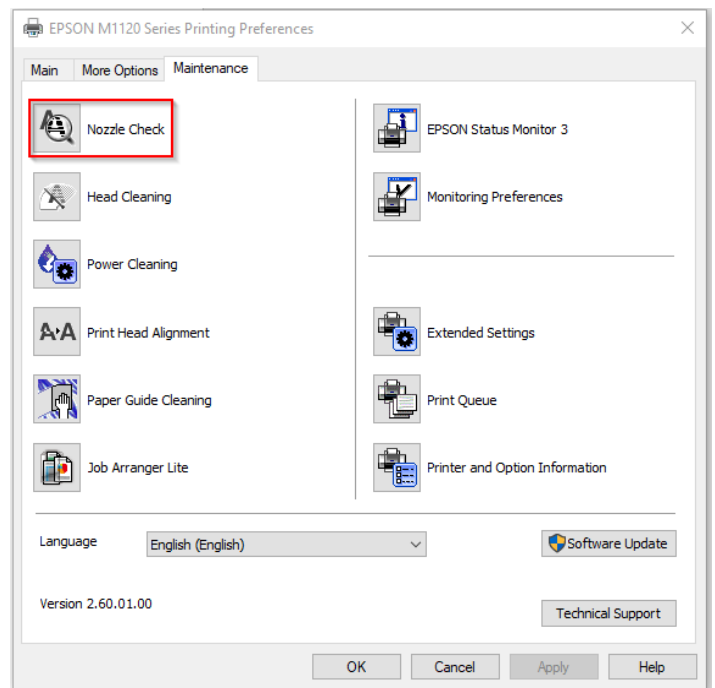 EPSON M1120 Series Printing Preferences
Main More Options Maintenance
Nozzle Check
Head Cleaning
Power Cleaning
Print Head Alignment
Paper Guide Cleaning
Job Arranger Lite
EPSON Status Monitor 3
Monitoring Preferences
Extended Settings
Print Queue
Printer and Option Information
Language English (English) Software Update
Version 2.60.01.00 Technical Support
OK Cancel Apply Help